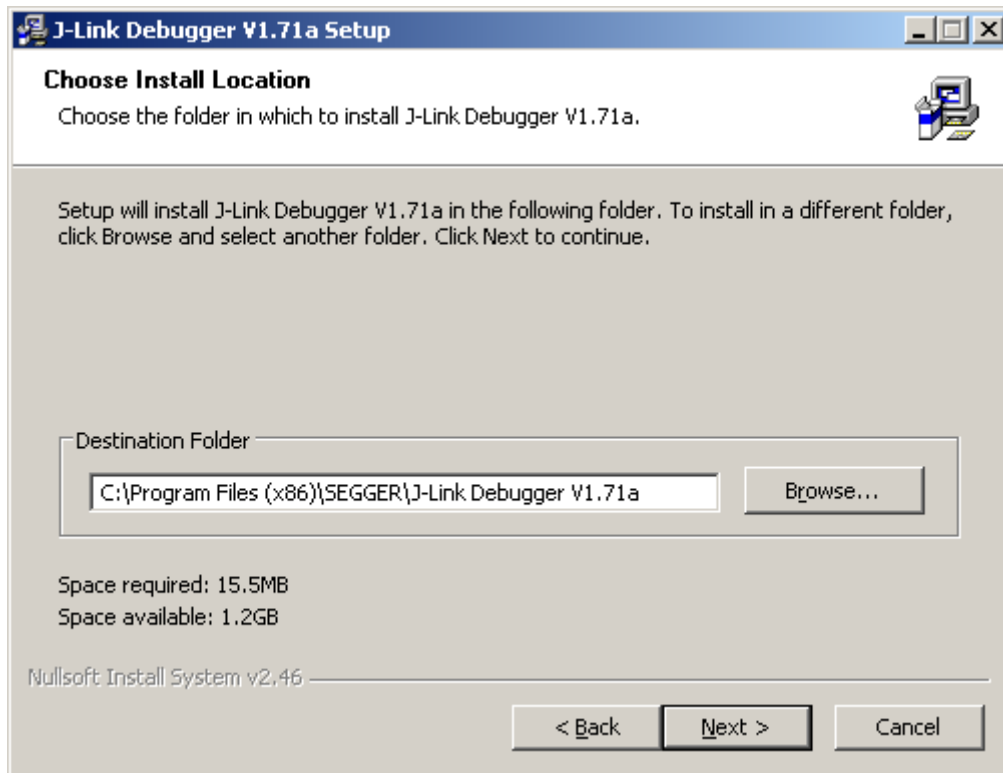 J-Link Debugger V1.71a Setup
Choose Install Location
Choose the folder in which to install J-Link Debugger V1.71a.
Setup will install J-Link Debugger V1.71a in the following folder. To install in a different folder,
click Browse and select another folder. Click Next to continue.
Destination Folder
C:\Program Files (x86)\SEGGER\J-Link Debugger V1.71a
Browse...
Space required: 15.5MB
Space available: 1.2GB
Nullsoft Install System v2.46
< Back
Next >
Cancel